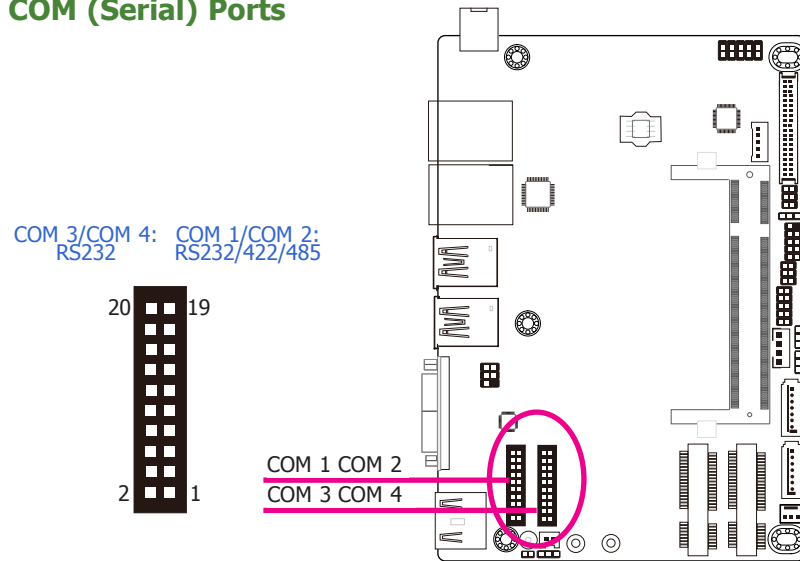 COM (Serial) Ports
COM 3/COM 4: COM 1/COM 2:
RS232 RS232/422/485
20 19
2 1
COM 1 COM 2
COM 3 COM 4